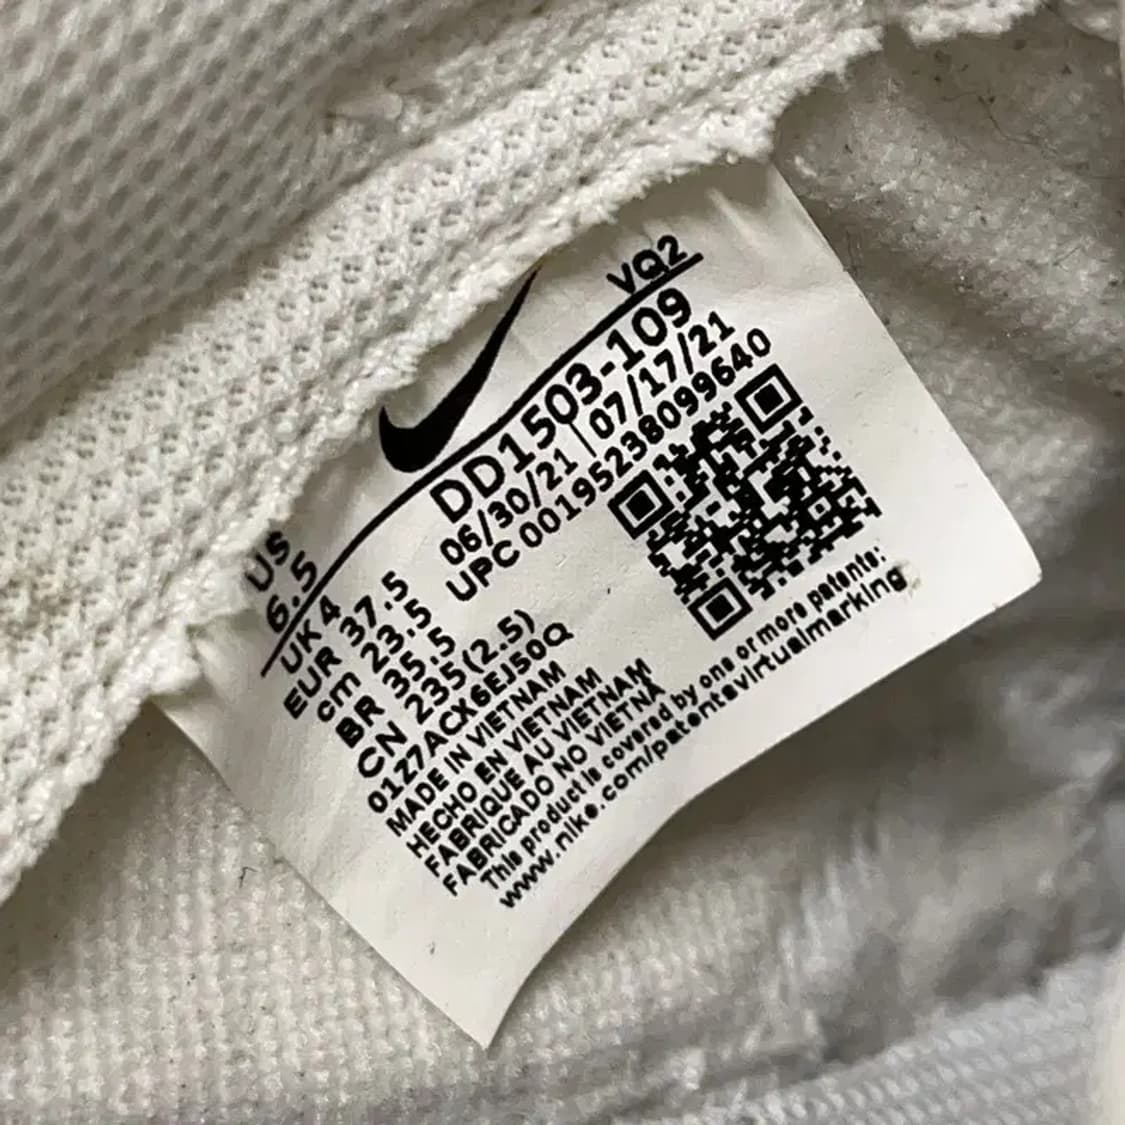 VQ2
DD1503-109
06/30/21 | 07/17/21
UPC 00195238099640
US
6.5
UK 4
EUR 37.5
cm 23.5
BR 35.5
CN 235(2.5)
01Z7ACX6EJ50Q
MADE IN VIETNAM
HECHO EN VIETNAM
FABRIQUE AU VIETNAM
FABRICADO NO VIETNÃ
This product is covered by one or more patents:
www.nike.com/patentsvirtualmarking